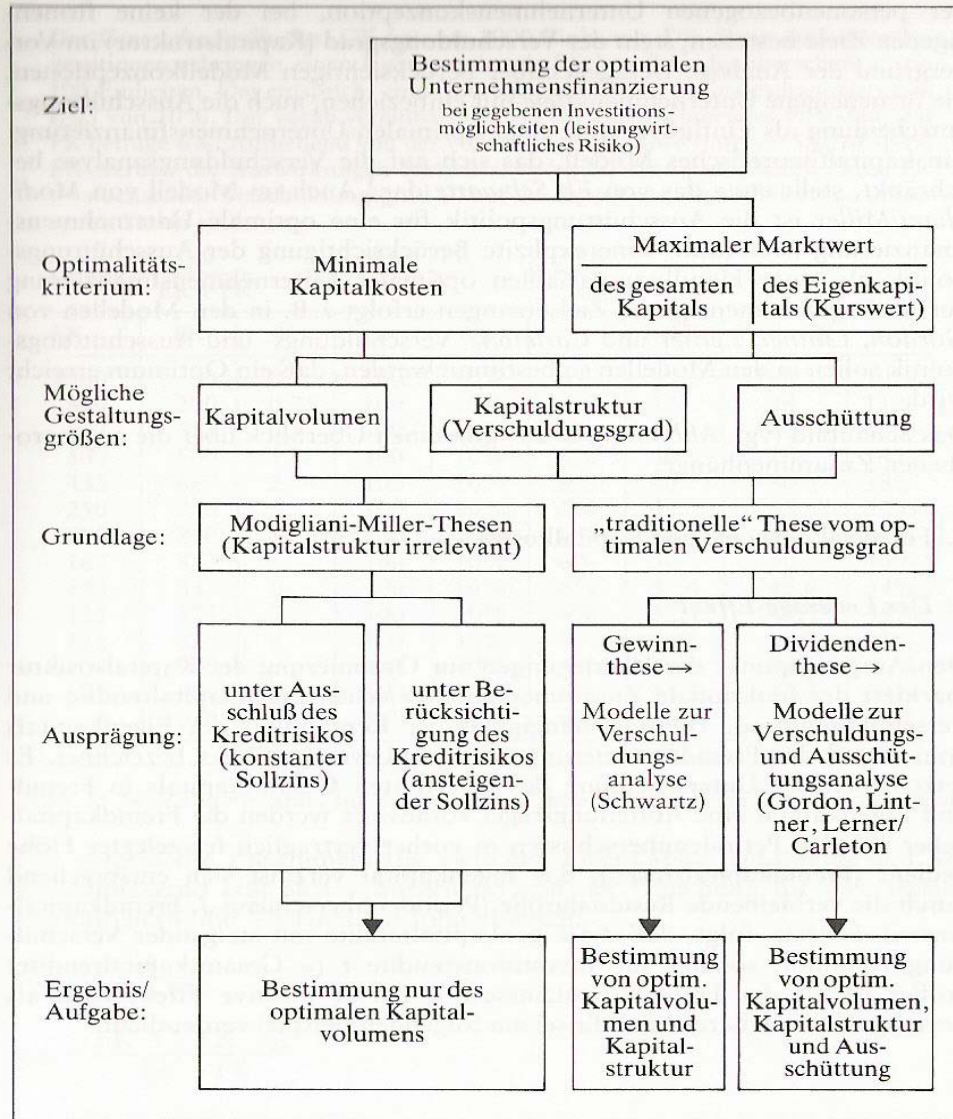 Bestimmung der optimalen
Unternehmensfinanzierung
bei gegebenen Investitions-
möglichkeiten (leistungwirt-
schaftliches Risiko)
Ziel:
Optimalitäts-
kriterium:
Minimale
Kapitalkosten
Maximaler Marktwert
des gesamten
Kapitals
des Eigenkapi-
tals (Kurswert)
Mögliche
Gestaltungs-
größen:
Kapitalvolumen
Kapitalstruktur
(Verschuldungsgrad)
Ausschüttung
Grundlage:
Modigliani-Miller-Thesen
(Kapitalstruktur irrelevant)
„traditionelle“ These vom op-
timalen Verschuldungsgrad
Ausprägung:
unter Aus-
schluß des
Kreditrisikos
(konstanter
Sollzins)
unter Be-
rücksichti-
gung des
Kreditrisikos
(ansteigen-
der Sollzins)
Gewinn-
these
Modelle zur
Verschul-
dungs-
analyse
(Schwartz)
Dividenden-
these
Modelle zur
Verschuldungs-
und Ausschüt-
tungsanalyse
(Gordon, Lint-
ner, Lerner/
Carleton)
Ergebnis/
Aufgabe:
Bestimmung nur des
optimalen Kapital-
volumens
Bestimmung
von optim.
Kapitalvolu-
men und
Kapital-
struktur
Bestimmung
von optim.
Kapitalvolumen,
Kapitalstruktur
und Aus-
schüttung